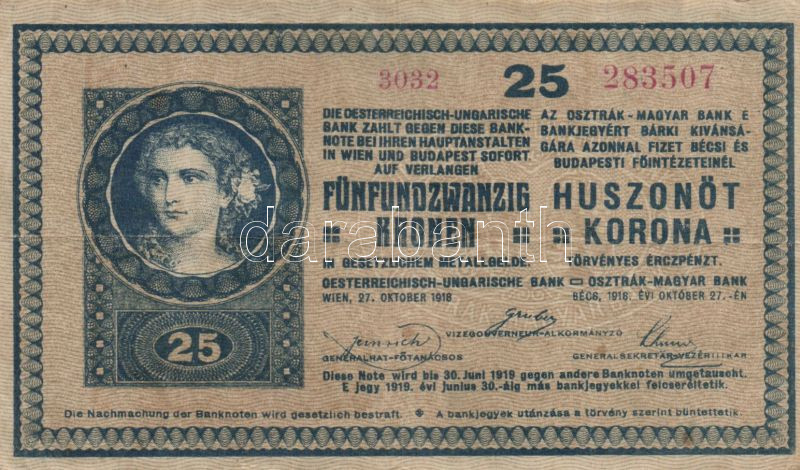 3032 25 283507
DIE OESTERREICHISCH-UNGARISCHE
BANK ZAHLT GEGEN DIESE BANK-
NOTE BEI IHREN HAUPTANSTALTEN
IN WIEN UND BUDAPEST SOFORT
AUF VERLANGEN
FÜNFUNDZWANZIG
KRONEN
IN GESETZLICHEM METALLGELDE.
OESTERREICHISCH-UNGARISCHE BANK
WIEN, 27. OKTOBER 1918
AZ OSZTRÁK-MAGYAR BANK E
BANKJEGYÉRT BÁRKI KIVÁNSÁ-
GÁRA AZONNAL FIZET BÉCSI ÉS
BUDAPESTI FŐINTÉZETEINÉL
HUSZONÖT
KORONA
TÖRVÉNYES ÉRCZPÉNZT.
OSZTRÁK-MAGYAR BANK
BÉCS, 1918. ÉVI OKTÓBER 27.-ÉN
darabanth
25
Gruber
VIZEGOUVERNEUR-ALKORMÁNYZÓ
GENERALRAT-FŐTANÁCSOS
GENERALSEKRETÄR-VEZÉRTITKÁR
Diese Note wird bis 30. Juni 1919 gegen andere Banknoten umgetauscht.
E jegy 1919. évi junius 30.-áig más bankjegyekkel felcseréltetik.
Die Nachmachung der Banknoten wird gesetzlich bestraft. A bankjegyek utánzása a törvény szerint büntettetik.